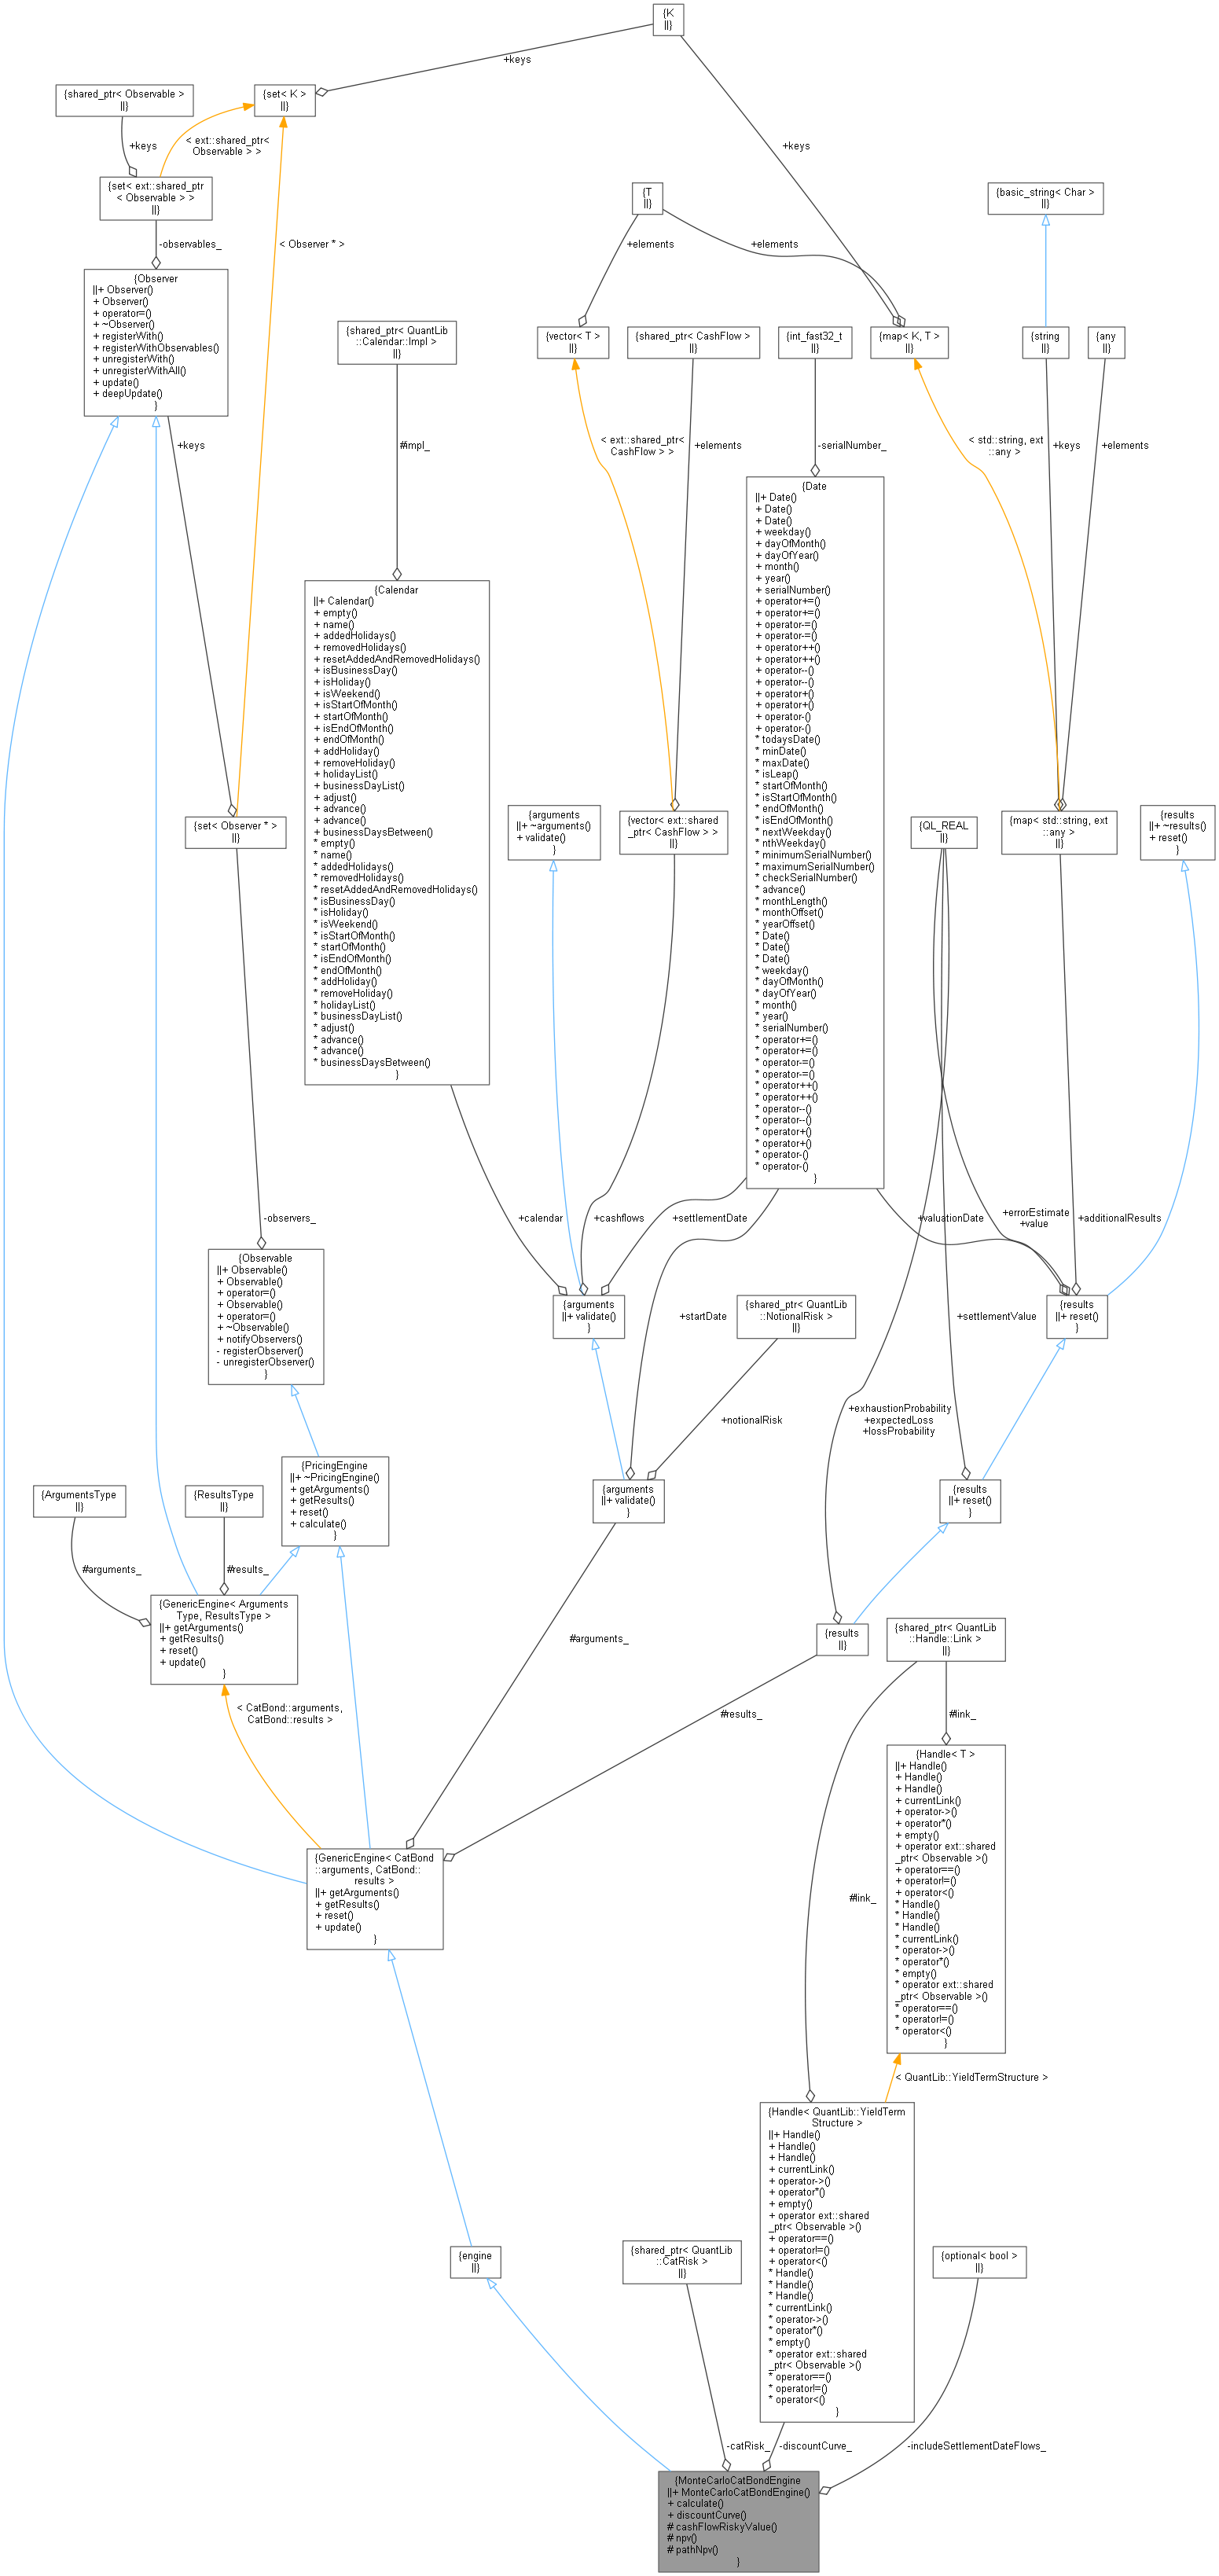 {K
||}
+keys
{shared_ptr< Observable >
||}
{set< K >
||}
+keys
< ext::shared_ptr<
Observable > >
+keys
{set< ext::shared_ptr
< Observable > >
||}
{T
||}
{basic_string< Char >
||}
-observables_
< Observer * >
+elements
+elements
{Observer
||+ Observer()
+ Observer()
+ operator=()
+ ~Observer()
+ registerWith()
+ registerWithObservables()
+ unregisterWith()
+ unregisterWithAll()
+ update()
+ deepUpdate()
}
{shared_ptr< QuantLib
::Calendar::Impl >
||}
{vector< T >
||}
{shared_ptr< CashFlow >
||}
{int_fast32_t
||}
{map< K, T >
||}
{string
||}
{any
||}
+keys
#impl_
< ext::shared_ptr<
CashFlow > >
+elements
-serialNumber_
< std::string, ext
::any >
+keys
+elements
{Date
||+ Date()
+ Date()
+ Date()
+ weekday()
+ dayOfMonth()
+ dayOfYear()
+ month()
+ year()
+ serialNumber()
+ operator+=()
+ operator+=()
+ operator-=()
+ operator-=()
+ operator++()
+ operator++()
+ operator--()
+ operator--()
+ operator+()
+ operator+()
+ operator-()
+ operator-()
* todaysDate()
* minDate()
* maxDate()
* isLeap()
* startOfMonth()
* isStartOfMonth()
* endOfMonth()
* isEndOfMonth()
* nextWeekday()
* nthWeekday()
* minimumSerialNumber()
* maximumSerialNumber()
* checkSerialNumber()
* advance()
* monthLength()
* monthOffset()
* yearOffset()
* Date()
* Date()
* Date()
* weekday()
* dayOfMonth()
* dayOfYear()
* month()
* year()
* serialNumber()
* operator+=()
* operator+=()
* operator-=()
* operator-=()
* operator++()
* operator++()
* operator--()
* operator--()
* operator+()
* operator+()
* operator-()
* operator-()
}
{Calendar
||+ Calendar()
+ empty()
+ name()
+ addedHolidays()
+ removedHolidays()
+ resetAddedAndRemovedHolidays()
+ isBusinessDay()
+ isHoliday()
+ isWeekend()
+ isStartOfMonth()
+ startOfMonth()
+ isEndOfMonth()
+ endOfMonth()
+ addHoliday()
+ removeHoliday()
+ holidayList()
+ businessDayList()
+ adjust()
+ advance()
+ advance()
+ businessDaysBetween()
* empty()
* name()
* addedHolidays()
* removedHolidays()
* resetAddedAndRemovedHolidays()
* isBusinessDay()
* isHoliday()
* isWeekend()
* isStartOfMonth()
* startOfMonth()
* isEndOfMonth()
* endOfMonth()
* addHoliday()
* removeHoliday()
* holidayList()
* businessDayList()
* adjust()
* advance()
* advance()
* businessDaysBetween()
}
{set< Observer * >
||}
{arguments
||+ ~arguments()
+ validate()
}
{vector< ext::shared
_ptr< CashFlow > >
||}
{QL_REAL
||}
{map< std::string, ext
::any >
||}
{results
||+ ~results()
+ reset()
}
-observers_
+calendar
+cashflows
+settlementDate
+valuationDate
+errorEstimate
+value
+additionalResults
{Observable
||+ Observable()
+ Observable()
+ operator=()
+ Observable()
+ operator=()
+ ~Observable()
+ notifyObservers()
- registerObserver()
- unregisterObserver()
}
{arguments
||+ validate()
}
+startDate
{shared_ptr< QuantLib
::NotionalRisk >
||}
+settlementValue
{results
||+ reset()
}
+notionalRisk
+exhaustionProbability
+expectedLoss
+lossProbability
{PricingEngine
||+ ~PricingEngine()
+ getArguments()
+ getResults()
+ reset()
+ calculate()
}
{ArgumentsType
||}
{ResultsType
||}
{arguments
||+ validate()
}
{results
||+ reset()
}
#arguments_
#results_
{GenericEngine< Arguments
Type, ResultsType >
||+ getArguments()
+ getResults()
+ reset()
+ update()
}
#arguments_
{results
||}
{shared_ptr< QuantLib
::Handle::Link >
||}
< CatBond::arguments,
CatBond::results >
#results_
#link_
{Handle< T >
||+ Handle()
+ Handle()
+ Handle()
+ currentLink()
+ operator->()
+ operator*()
+ empty()
+ operator ext::shared
_ptr< Observable >()
+ operator==()
+ operator!=()
+ operator<()
* Handle()
* Handle()
* Handle()
* currentLink()
* operator->()
* operator*()
* empty()
* operator ext::shared
_ptr< Observable >()
* operator==()
* operator!=()
* operator<()
}
{GenericEngine< CatBond
::arguments, CatBond::
results >
||+ getArguments()
+ getResults()
+ reset()
+ update()
}
#link_
< QuantLib::YieldTermStructure >
{Handle< QuantLib::YieldTerm
Structure >
||+ Handle()
+ Handle()
+ Handle()
+ currentLink()
+ operator->()
+ operator*()
+ empty()
+ operator ext::shared
_ptr< Observable >()
+ operator==()
+ operator!=()
+ operator<()
* Handle()
* Handle()
* Handle()
* currentLink()
* operator->()
* operator*()
* empty()
* operator ext::shared
_ptr< Observable >()
* operator==()
* operator!=()
* operator<()
}
{engine
||}
{shared_ptr< QuantLib
::CatRisk >
||}
{optional< bool >
||}
-catRisk_
-discountCurve_
-includeSettlementDateFlows_
{MonteCarloCatBondEngine
||+ MonteCarloCatBondEngine()
+ calculate()
+ discountCurve()
# cashFlowRiskyValue()
# npv()
# pathNpv()
}